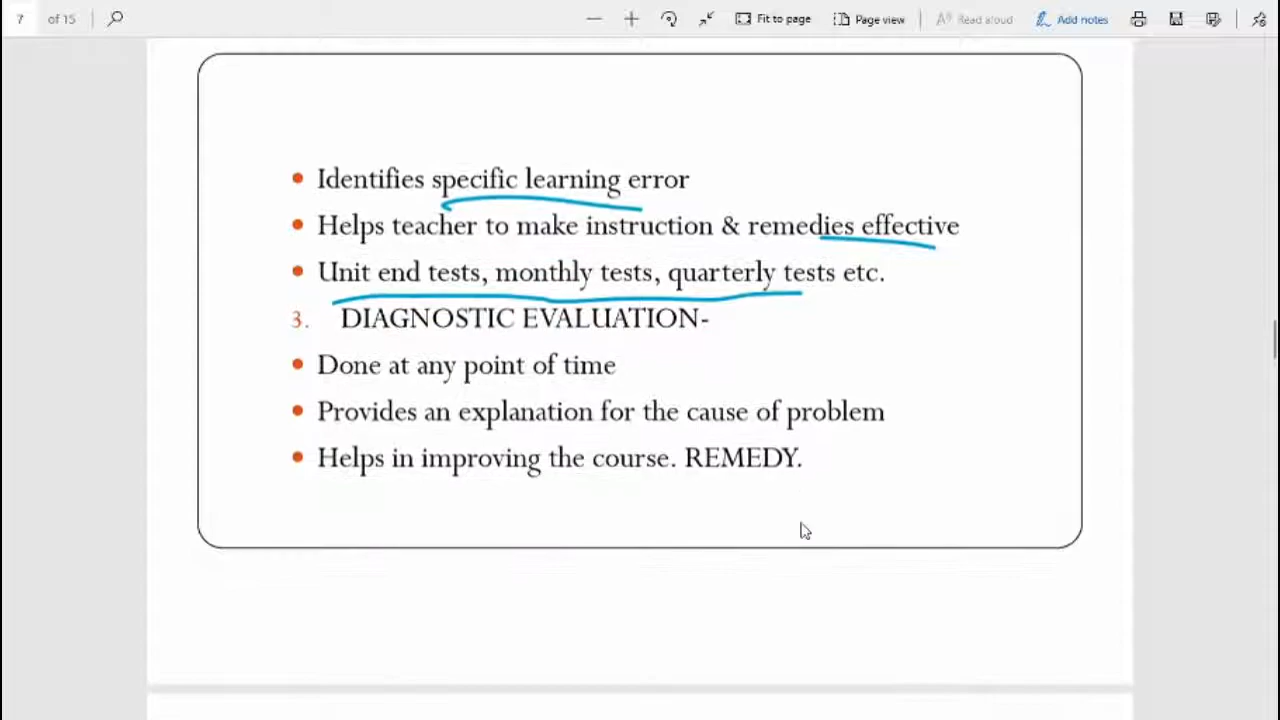 7 of 15 Fit to page Page view Read aloud Add notes
• Identifies specific learning error
• Helps teacher to make instruction & remedies effective
• Unit end tests, monthly tests, quarterly tests etc.
3. DIAGNOSTIC EVALUATION-
• Done at any point of time
• Provides an explanation for the cause of problem
• Helps in improving the course. REMEDY.